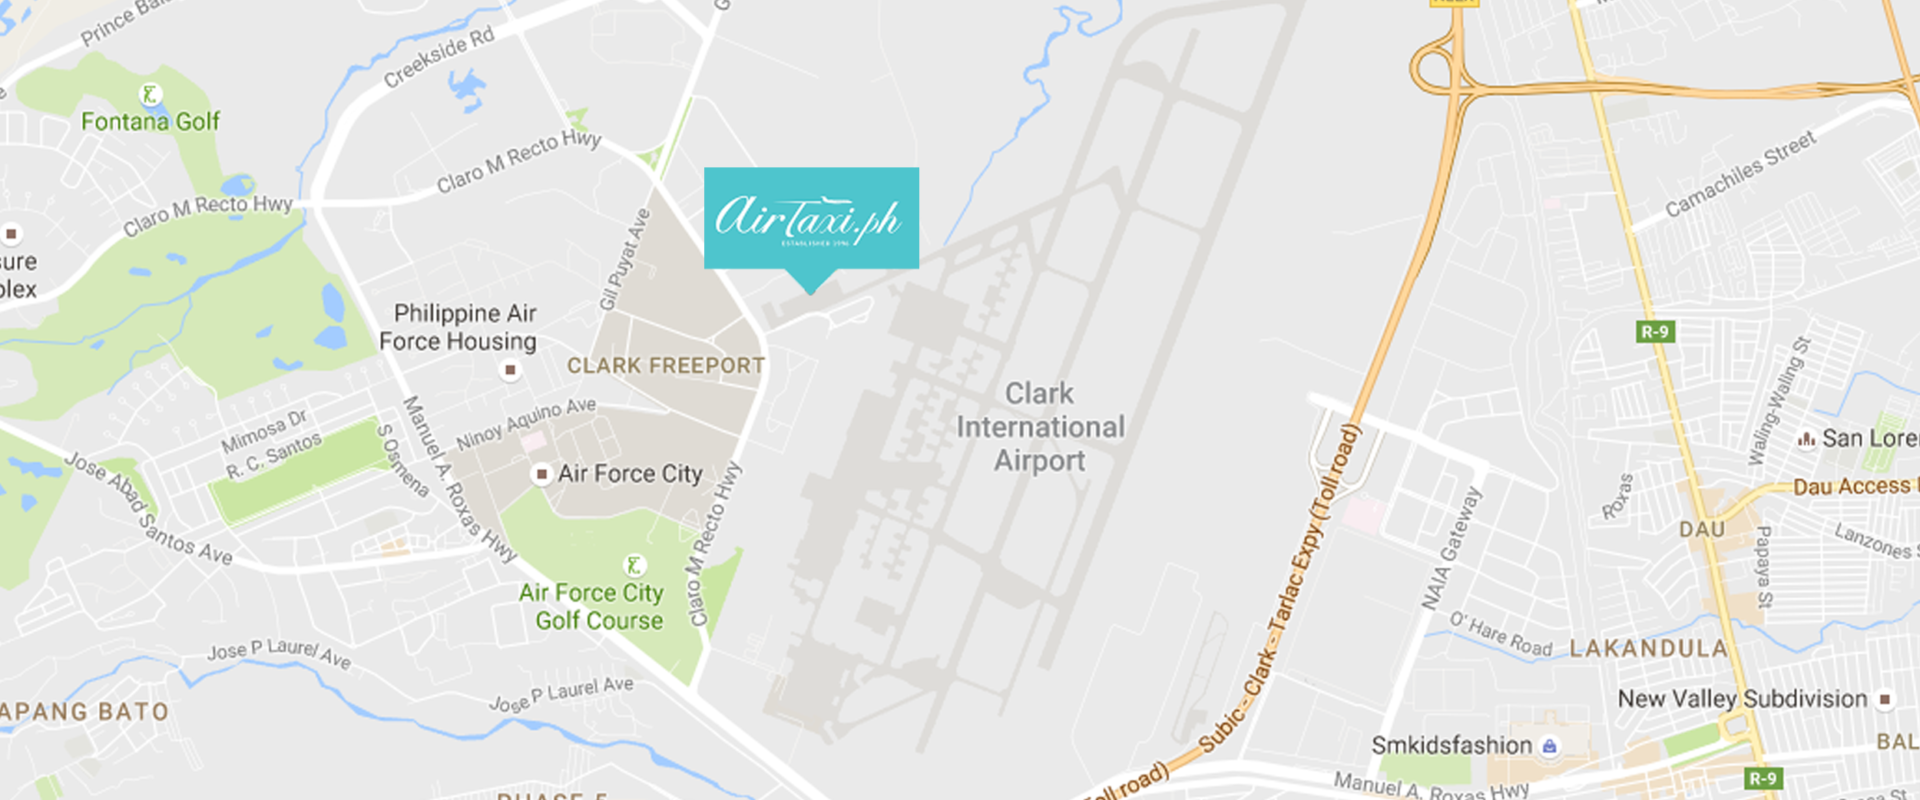 Prince
Creekside Rd
Fontana Golf
Claro M Recto Hwy
Claro M Recto Hwy
AirTaxi.ph
ESTABLISHED 1996
Camachiles Street
Gil Puyat Ave
Philippine Air
Force Housing
CLARK FREEPORT
R-9
Clark
International
Airport
Waling-Waling St
Mimosa Dr
R. C. Santos
S Osmena
Manuel A. Roxas Hwy
Ninoy Aquino Ave
Air Force City
San Lore
Dau Access
Jose Abad Santos Ave
Claro M Recto Hwy
Subic - Clark - Tarlac Expy (Toll road)
NAIA Gateway
Roxas
DAU
Papaya St
Lanzones
Air Force City
Golf Course
O' Hare Road
LAKANDULA
Jose P Laurel Ave
Jose P Laurel Ave
APANG BATO
New Valley Subdivision
Smkidsfashion
BAL
Manuel A. Roxas Hwy
R-9
Toll road)